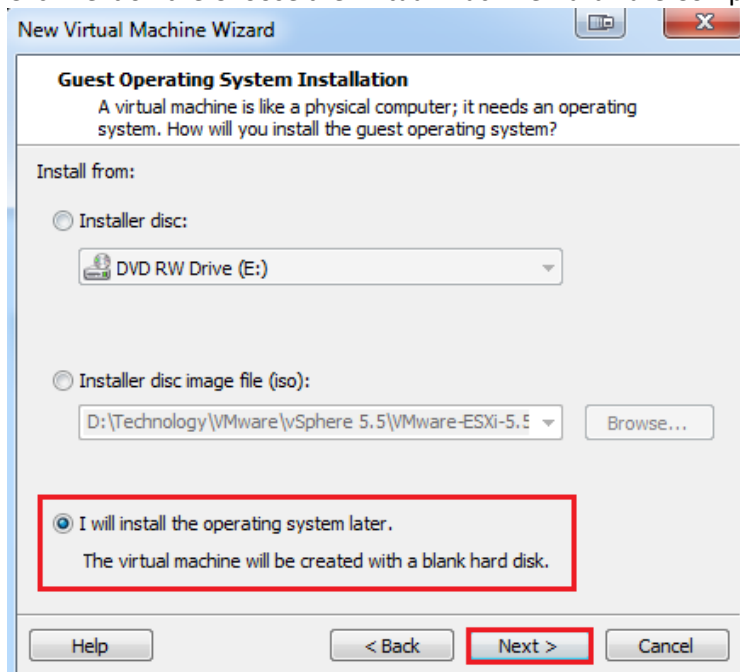 New Virtual Machine Wizard
Guest Operating System Installation
A virtual machine is like a physical computer; it needs an operating
system. How will you install the guest operating system?
Install from:
Installer disc:
DVD RW Drive (E:)
Installer disc image file (iso):
D:\Technology\VMware\vSphere 5.5\VMware-ESXi-5.5 Browse...
I will install the operating system later.
The virtual machine will be created with a blank hard disk.
Help < Back Next > Cancel